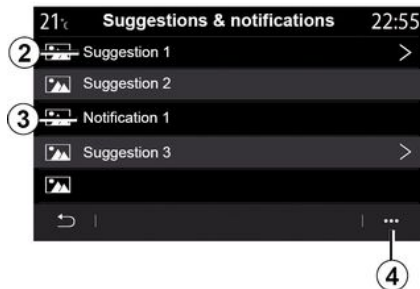 21°c Suggestions & notifications 22:55
2 Suggestion 1
Suggestion 2
3 Notification 1
Suggestion 3
4